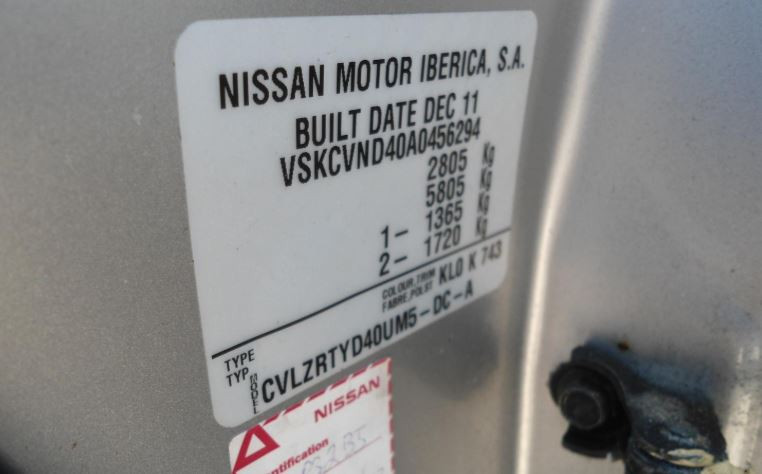 NISSAN MOTOR IBERICA, S.A.
BUILT DATE DEC 11
VSKCVND40A0456294
2805 Kg
5805 Kg
1- 1365 Kg
2- 1720 Kg
COLOUR,TRIM
FABRE,POLST KL0 K 743
TYPE
TYP
MODEL CVLZRTYD40UM5-DC-A
NISSAN